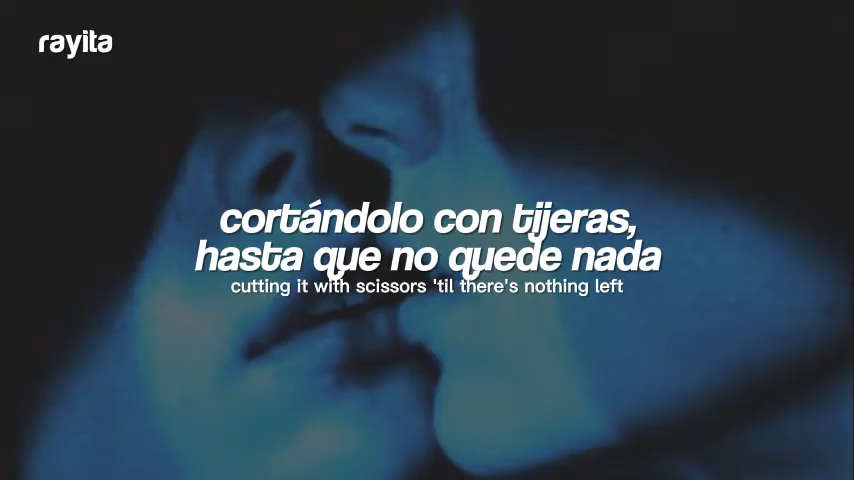 rayita
cortándolo con tijeras,
hasta que no quede nada
cutting it with scissors 'til there's nothing left